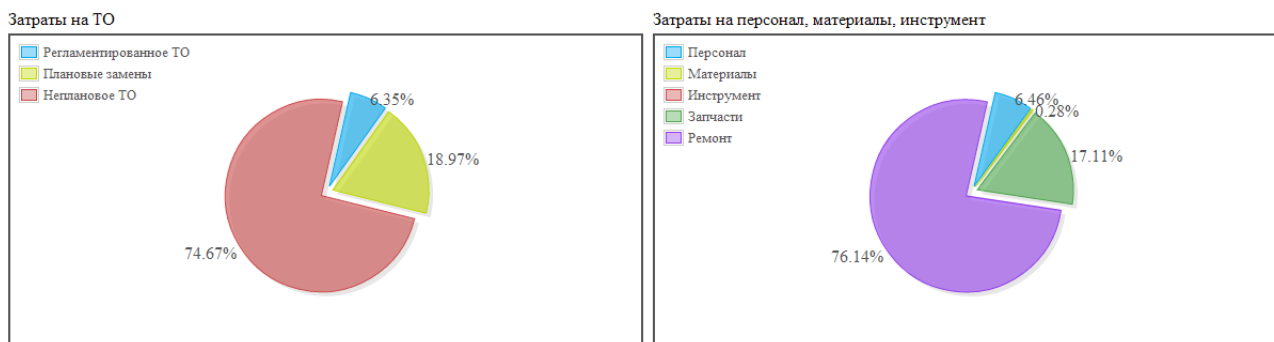 Затраты на ТО
Регламентированное ТО
Плановые замены
Неплановое ТО
6.35%
18.97%
74.67%
Затраты на персонал, материалы, инструмент
Персонал
Материалы
Инструмент
Запчасти
Ремонт
6.46%
0.28%
17.11%
76.14%